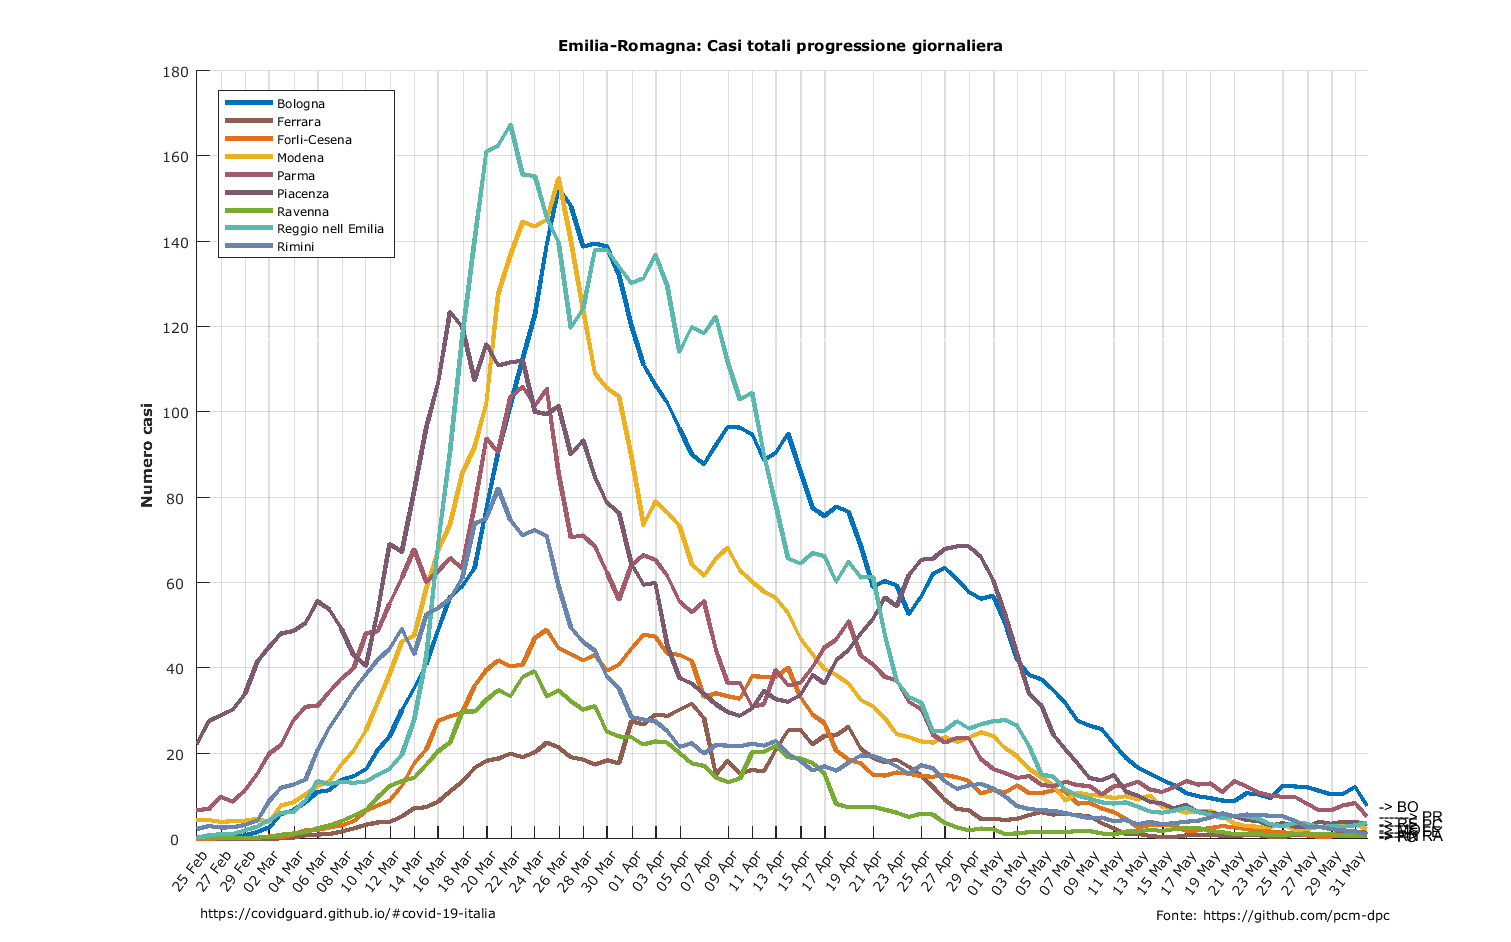 Emilia-Romagna: Casi totali progressione giornaliera
180
160
140
120
100
80
60
40
20
0
Numero casi
Bologna
Ferrara
Forli-Cesena
Modena
Parma
Piacenza
Ravenna
Reggio nell Emilia
Rimini
-> BO
PR
RA
25 Feb
27 Feb
29 Feb
02 Mar
04 Mar
06 Mar
08 Mar
10 Mar
12 Mar
14 Mar
16 Mar
18 Mar
20 Mar
22 Mar
24 Mar
26 Mar
28 Mar
30 Mar
01 Apr
03 Apr
05 Apr
07 Apr
09 Apr
11 Apr
13 Apr
15 Apr
17 Apr
19 Apr
21 Apr
23 Apr
25 Apr
27 Apr
29 Apr
01 May
03 May
05 May
07 May
09 May
11 May
13 May
15 May
17 May
19 May
21 May
23 May
25 May
27 May
29 May
31 May
https://covidguard.github.io/#covid-19-italia
Fonte: https://github.com/pcm-dpc